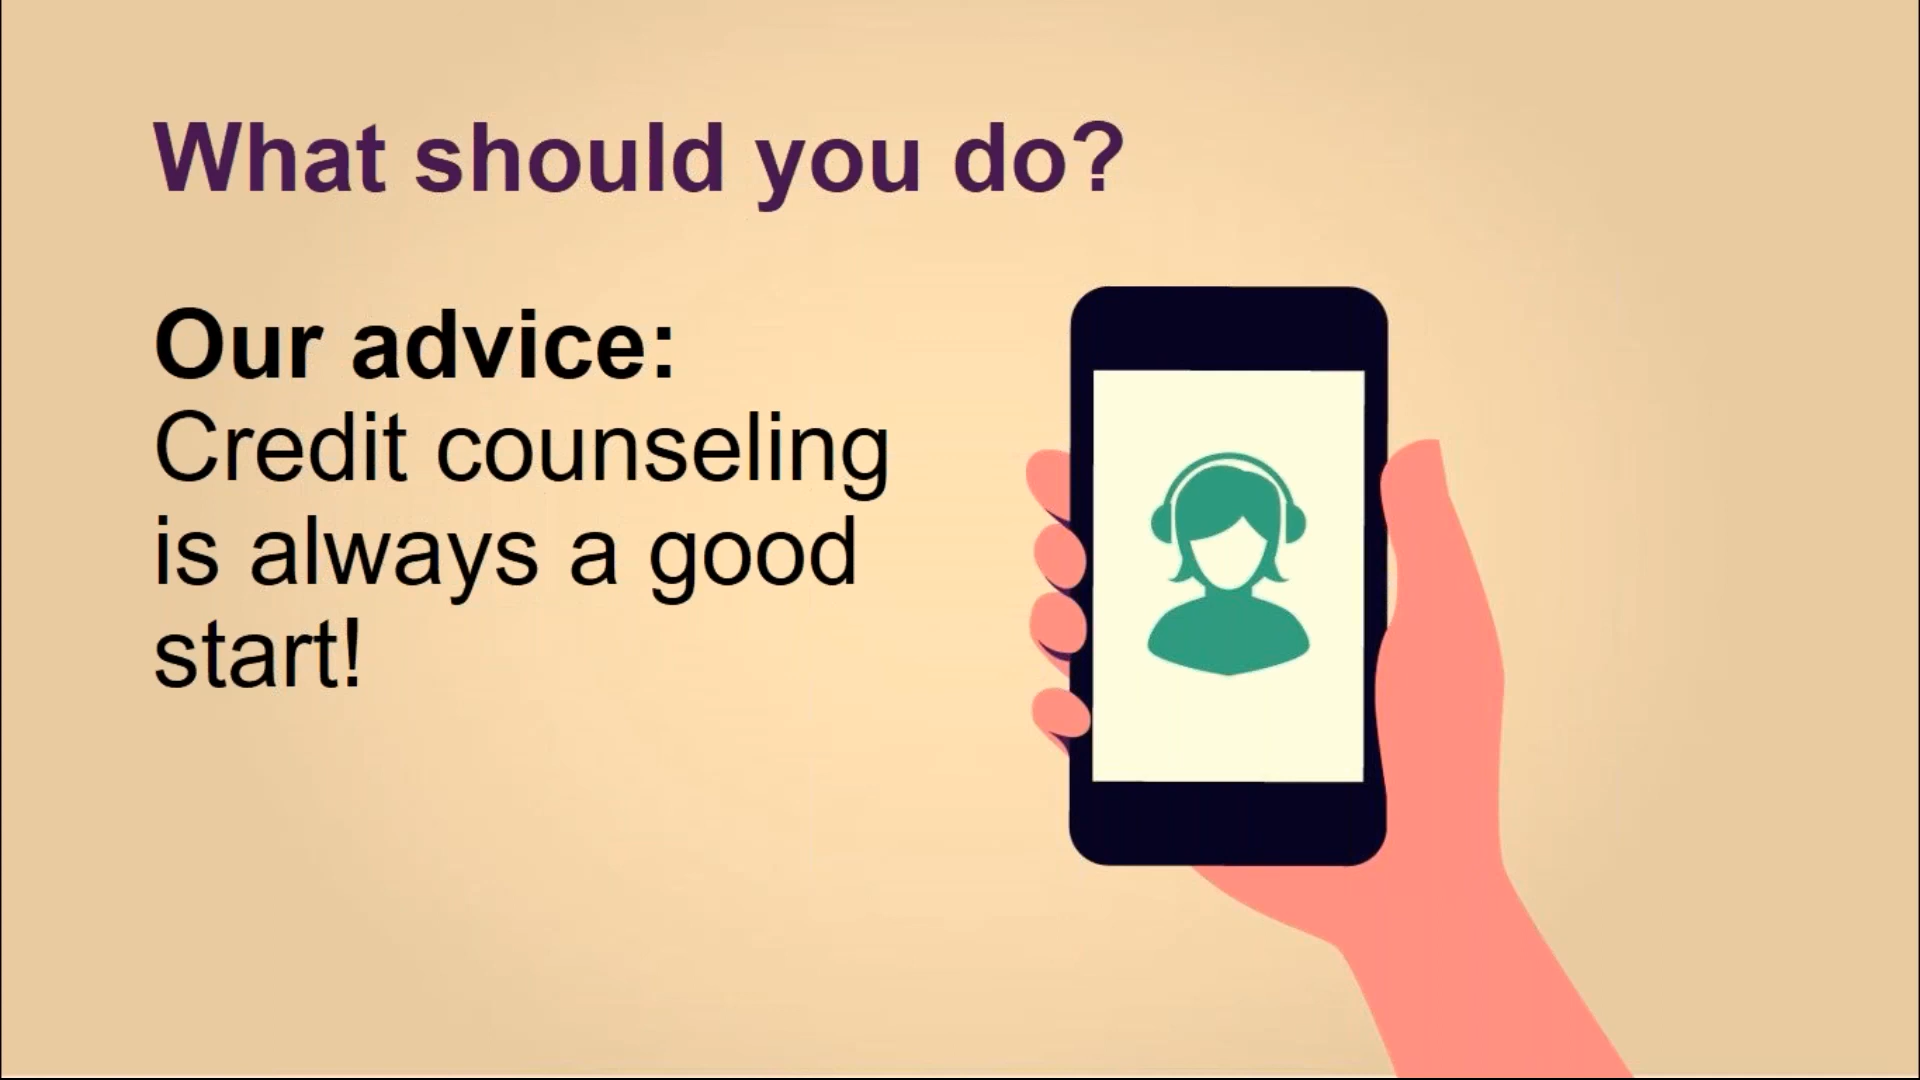 What should you do?
Our advice:
Credit counseling
is always a good
start!